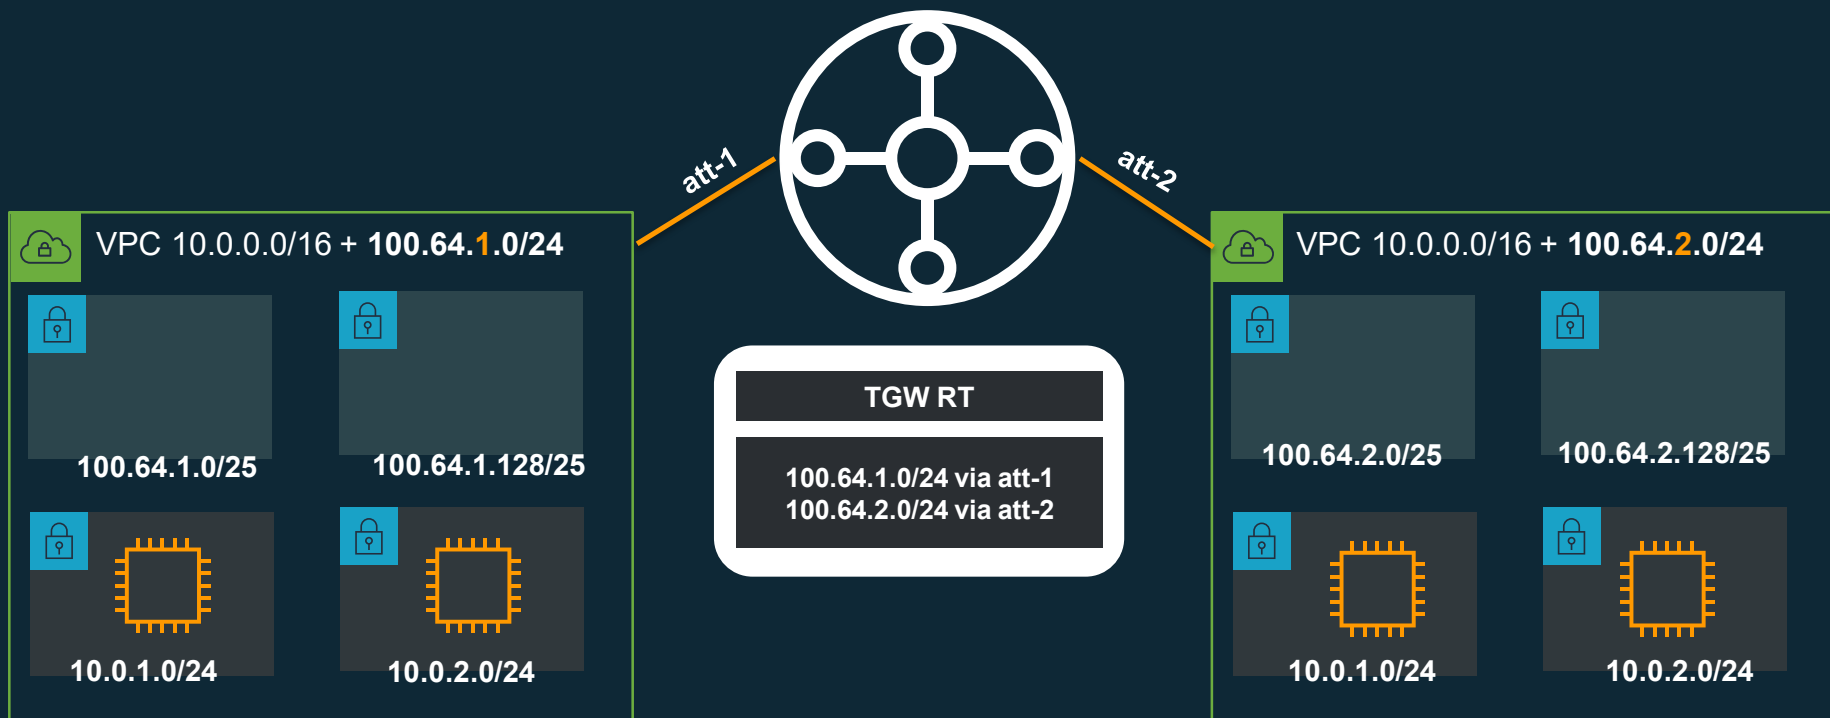 att-1
att-2
VPC 10.0.0.0/16 + 100.64.1.0/24
100.64.1.0/25
100.64.1.128/25
10.0.1.0/24
10.0.2.0/24
TGW RT
100.64.1.0/24 via att-1
100.64.2.0/24 via att-2
VPC 10.0.0.0/16 + 100.64.2.0/24
100.64.2.0/25
100.64.2.128/25
10.0.1.0/24
10.0.2.0/24